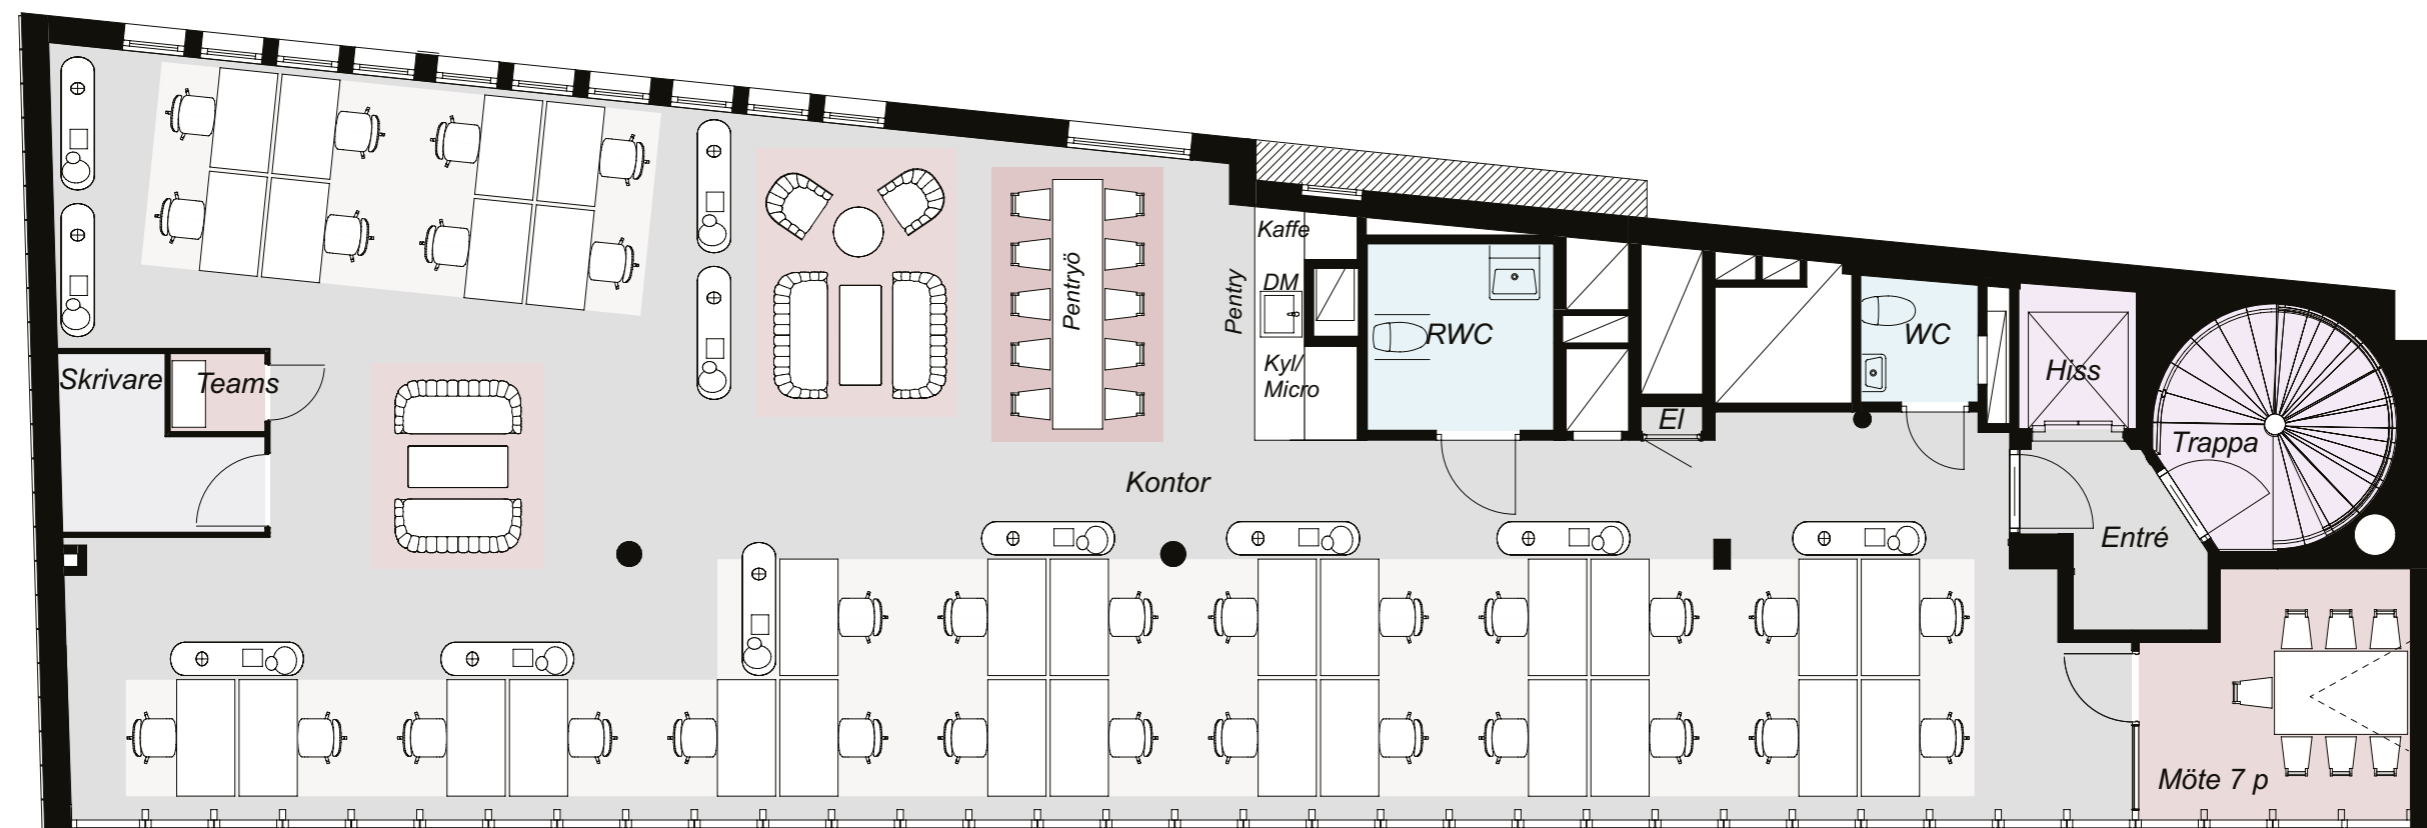 Kaffe
DM
Pentry
Kyl/
Micro
Pentryö
RWC
WC
Hiss
Skrivare
Teams
El
Trappa
Kontor
Entré
Möte 7 p